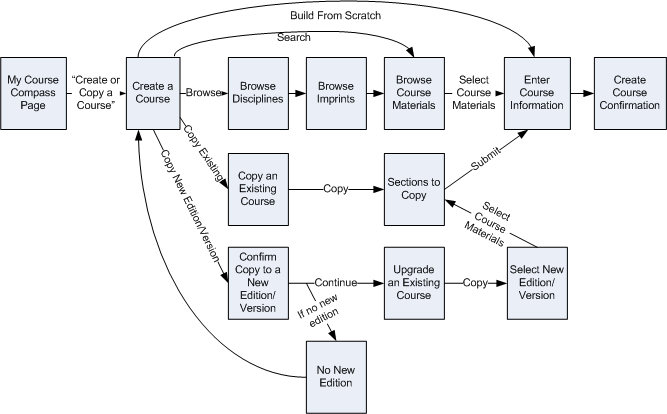 Build From Scratch
Search
My Course
Compass
Page
“Create or
Copy a
Course”
Create a
Course
Browse
Browse
Disciplines
Browse
Imprints
Browse
Course
Materials
Select
Course
Materials
Enter
Course
Information
Create
Course
Confirmation
Copy Existing
Copy New Edition/Version
Copy an
Existing
Course
Copy
Sections to
Copy
Submit
Select
Course
Materials
Confirm
Copy to a
New
Edition/
Version
Continue
If no new
edition
Upgrade
an Existing
Course
Copy
Select New
Edition/
Version
No New
Edition